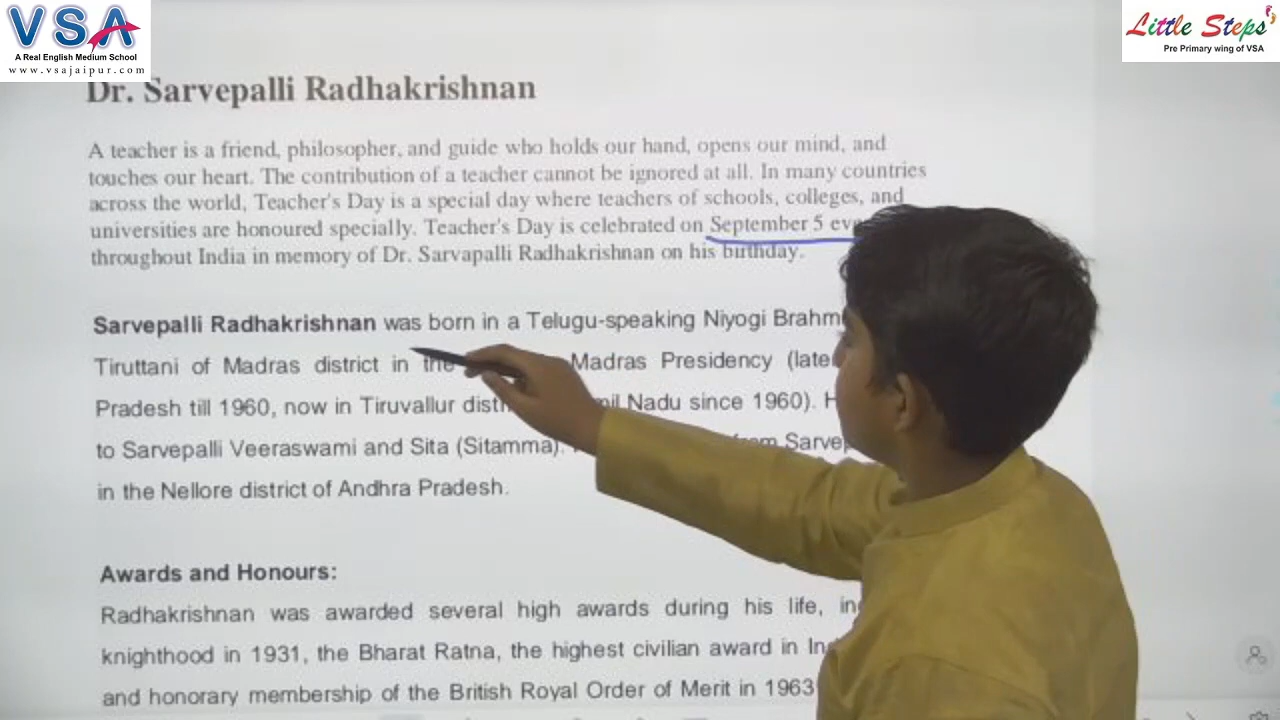 VSA
A Real English Medium School
www.vsajaipur.com
Little Steps
Pre Primary wing of VSA
Dr. Sarvepalli Radhakrishnan
A teacher is a friend, philosopher, and guide who holds our hand, opens our mind, and
touches our heart. The contribution of a teacher cannot be ignored at all. In many countries
across the world, Teacher's Day is a special day where teachers of schools, colleges, and
universities are honoured specially. Teacher's Day is celebrated on September 5
throughout India in memory of Dr. Sarvapalli Radhakrishnan on his birthday.
Sarvepalli Radhakrishnan was born in a Telugu-speaking Niyogi
Tiruttani of Madras district in the Madras Presidency
Pradesh till 1960, now in Tiruvallur Nadu since 1960).
to Sarvepalli Veeraswami and Sita (Sitamma).
in the Nellore district of Andhra Pradesh.
Awards and Honours:
Radhakrishnan was awarded several high awards during his life,
knighthood in 1931, the Bharat Ratna, the highest civilian award in
and honorary membership of the British Royal Order of Merit in 1963